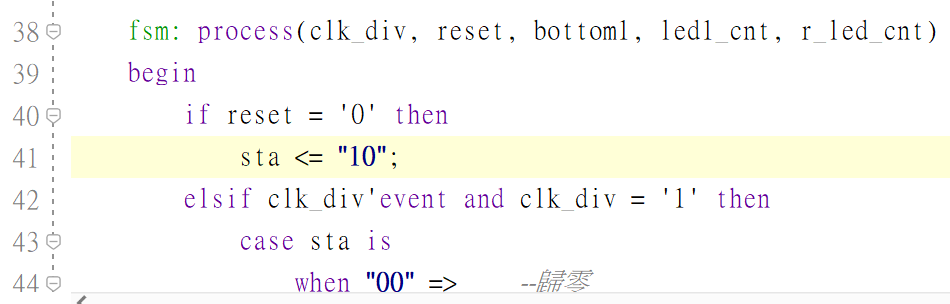 38 fsm: process(clk_div, reset, bottoml, ledl_cnt, r_led_cnt)
39 begin
40 if reset = '0' then
41 sta <= "10";
42 elsif clk_div'event and clk_div = '1' then
43 case sta is
44 when "00" => --歸零